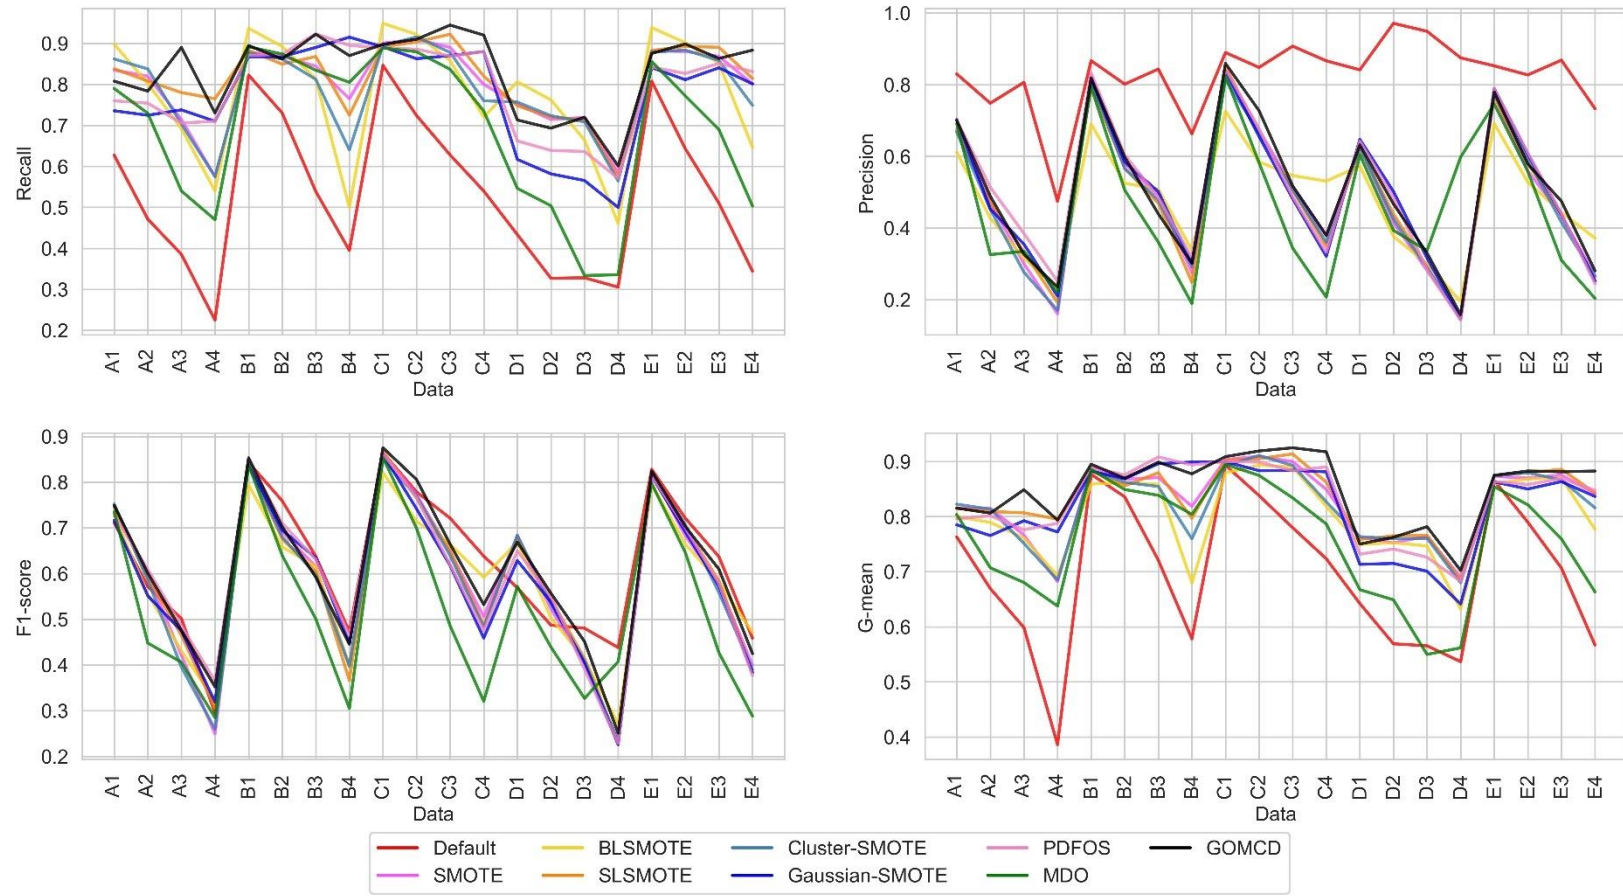 0.9
0.8
0.7
0.6
0.5
0.4
0.3
0.2
Recall
A1 A2 A3 A4 B1 B2 B3 B4 C1 C2 C3 C4 D1 D2 D3 D4 E1 E2 E3 E4
Data
1.0
0.8
0.6
0.4
0.2
Precision
A1 A2 A3 A4 B1 B2 B3 B4 C1 C2 C3 C4 D1 D2 D3 D4 E1 E2 E3 E4
Data
0.9
0.8
0.7
0.6
0.5
0.4
0.3
0.2
F1-score
A1 A2 A3 A4 B1 B2 B3 B4 C1 C2 C3 C4 D1 D2 D3 D4 E1 E2 E3 E4
Data
0.9
0.8
0.7
0.6
0.5
0.4
G-mean
A1 A2 A3 A4 B1 B2 B3 B4 C1 C2 C3 C4 D1 D2 D3 D4 E1 E2 E3 E4
Data
Default BLSMOTE Cluster-SMOTE PDFOS GOMCD
SMOTE SLSMOTE Gaussian-SMOTE MDO